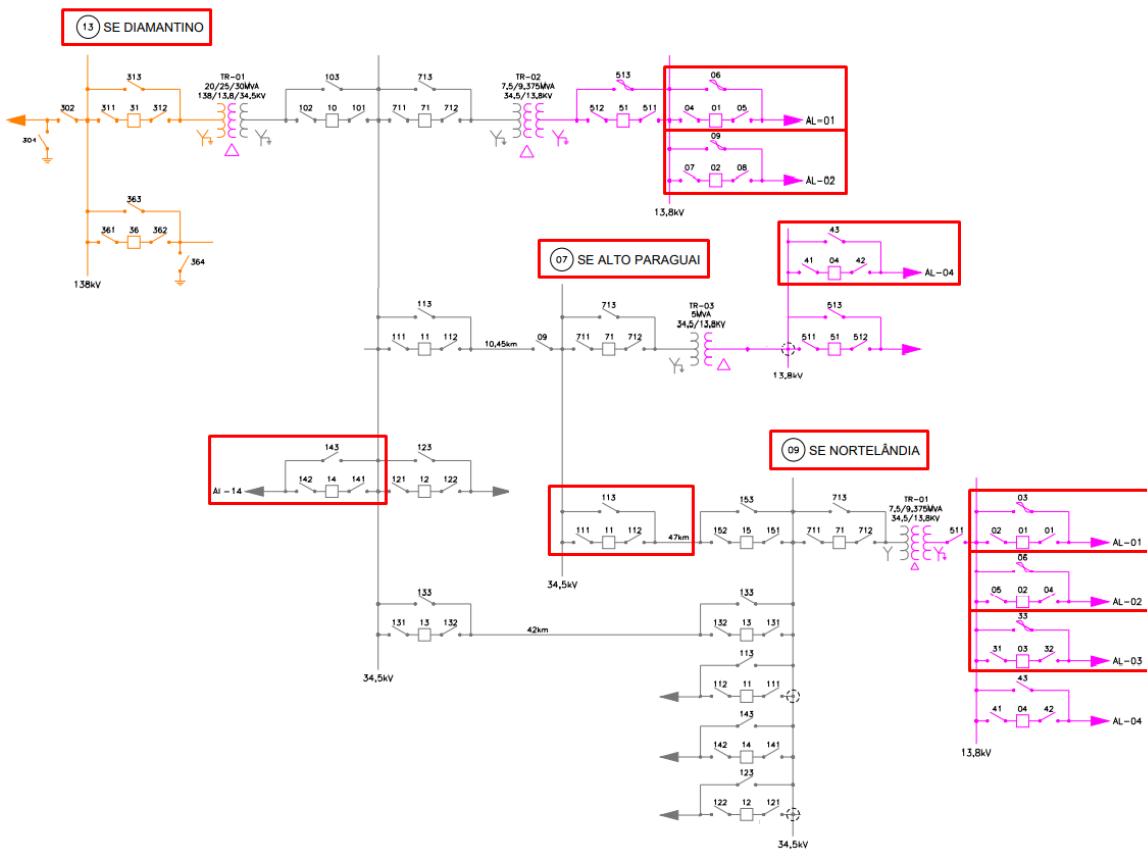 13 SE DIAMANTINO
313
302 311 31 312
304
TR-01
20/25/30MVA
138/13,8/34,5KV
103
102 10 101
713
711 71 712
TR-02
7,5/9,375MVA
34,5/13,8KV
513
512 51 511
06
04 01 05
AL-01
09
07 02 08
AL-02
13,8kV
363
361 36 362
364
138kV
07 SE ALTO PARAGUAI
43
41 04 42
AL-04
113
111 11 112
10,45km
09
713
711 71 712
TR-03
5MVA
34,5/13,8KV
513
511 51 512
13,8kV
09 SE NORTELÂNDIA
143
AL-14
142 14 141
123
121 12 122
113
111 11 112
47km
153
152 15 151
713
711 71 712
TR-01
7,5/9,375MVA
34,5/13,8KV
511
03
02 01 01
AL-01
06
05 02 04
AL-02
33
31 03 32
AL-03
43
41 04 42
AL-04
13,8kV
34,5kV
133
131 13 132
42km
133
132 13 131
34,5kV
113
112 11 111
143
142 14 141
123
122 12 121
34,5kV